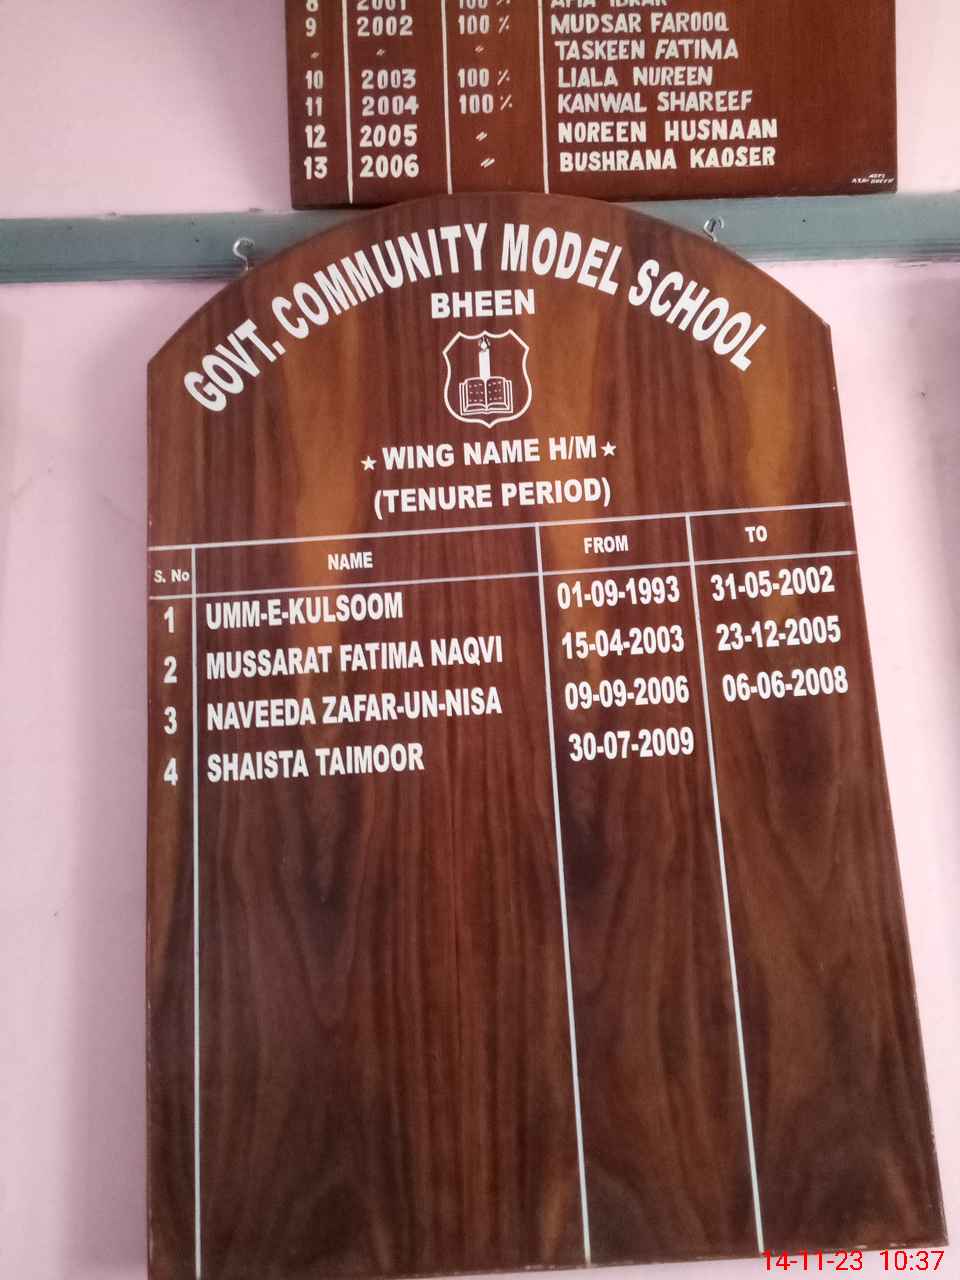 8 2001 100 %
9 2002 100 % MUDSAR FAROOQ
〃 〃 〃 TASKEEN FATIMA
10 2003 100 % LIALA NUREEN
11 2004 100 % KANWAL SHAREEF
12 2005 〃 NOREEN HUSNAAN
13 2006 〃 BUSHRANA KAOSER
GOVT. COMMUNITY MODEL SCHOOL
BHEEN
★ WING NAME H/M ★
(TENURE PERIOD)
S. No NAME FROM TO
1 UMM-E-KULSOOM 01-09-1993 31-05-2002
2 MUSSARAT FATIMA NAQVI 15-04-2003 23-12-2005
3 NAVEEDA ZAFAR-UN-NISA 09-09-2006 06-06-2008
4 SHAISTA TAIMOOR 30-07-2009
14-11-23 10:37